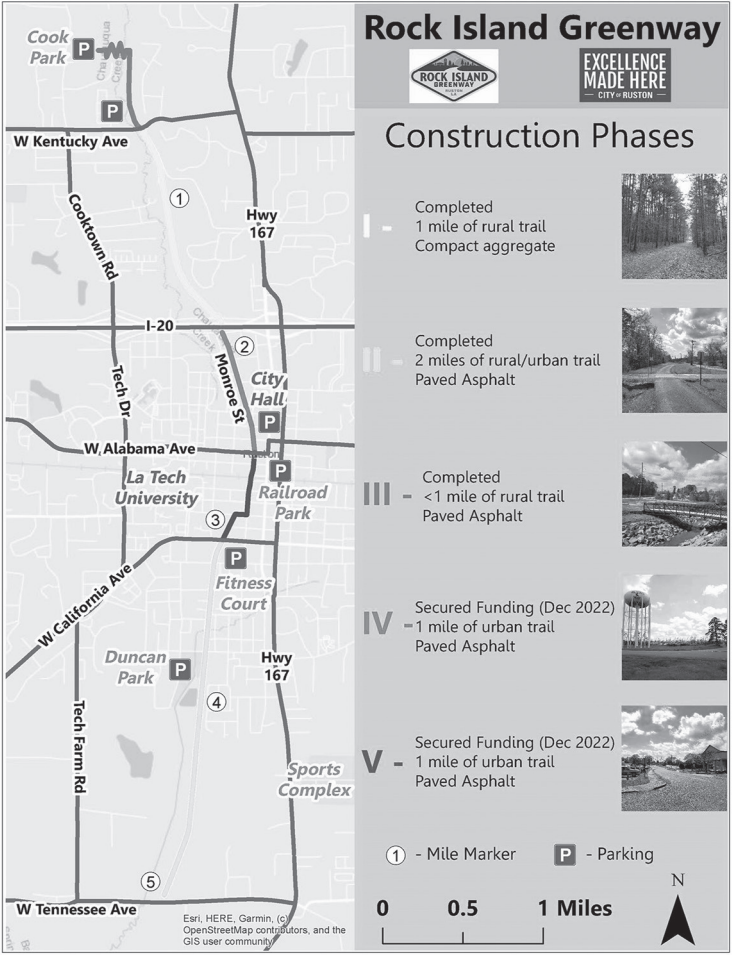 Rock Island Greenway
ROCK ISLAND
GREENWAY
RUSTON
LA
EXCELLENCE
MADE HERE
CITY OF RUSTON
Construction Phases
I -
Completed
1 mile of rural trail
Compact aggregate
II -
Completed
2 miles of rural/urban trail
Paved Asphalt
III -
Completed
<1 mile of rural trail
Paved Asphalt
IV -
Secured Funding (Dec 2022)
1 mile of urban trail
Paved Asphalt
V -
Secured Funding (Dec 2022)
1 mile of urban trail
Paved Asphalt
1 - Mile Marker
P - Parking
0 0.5 1 Miles
N
Cook
Park
P
P
W Kentucky Ave
1
Cooktown Rd
Hwy
167
Creek
I-20
2
Monroe St
City
Hall
P
Tech Dr
W Alabama Ave
Ruston
P
La Tech
University
Railroad
Park
3
P
Fitness
Court
W California Ave
Duncan
Park
P
Hwy
167
4
Tech Farm Rd
Sports
Complex
5
W Tennessee Ave
Esri, HERE, Garmin, (c)
OpenStreetMap contributors, and the
GIS user community